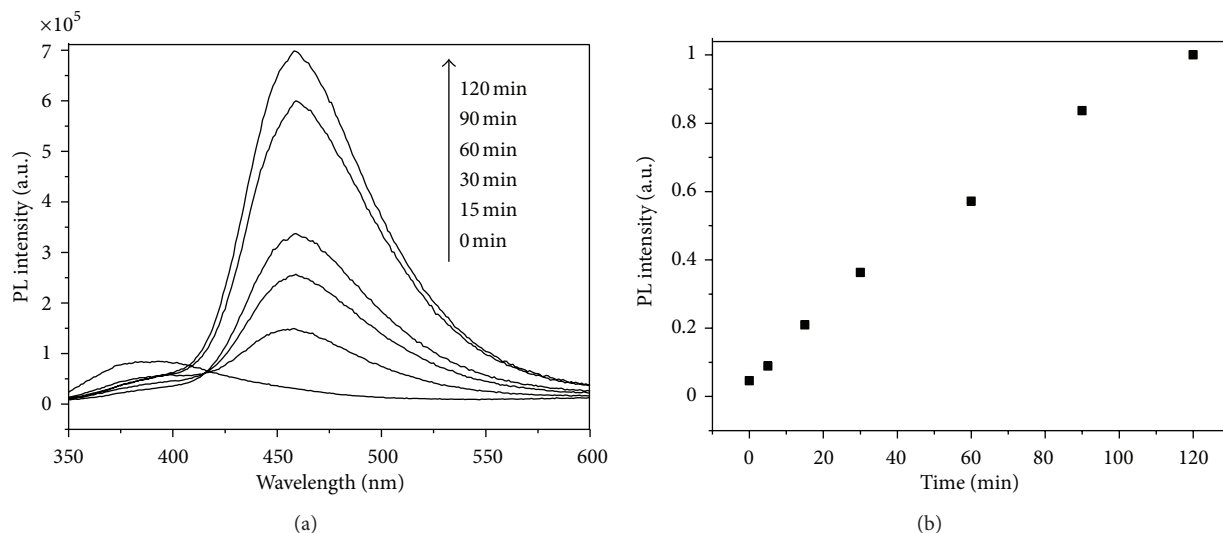 ×10⁵
7
6
5
4
3
2
1
0
PL intensity (a.u.)
120 min
90 min
60 min
30 min
15 min
0 min
350 400 450 500 550 600
Wavelength (nm)
(a)
1
0.8
0.6
0.4
0.2
0
PL intensity (a.u.)
0 20 40 60 80 100 120
Time (min)
(b)